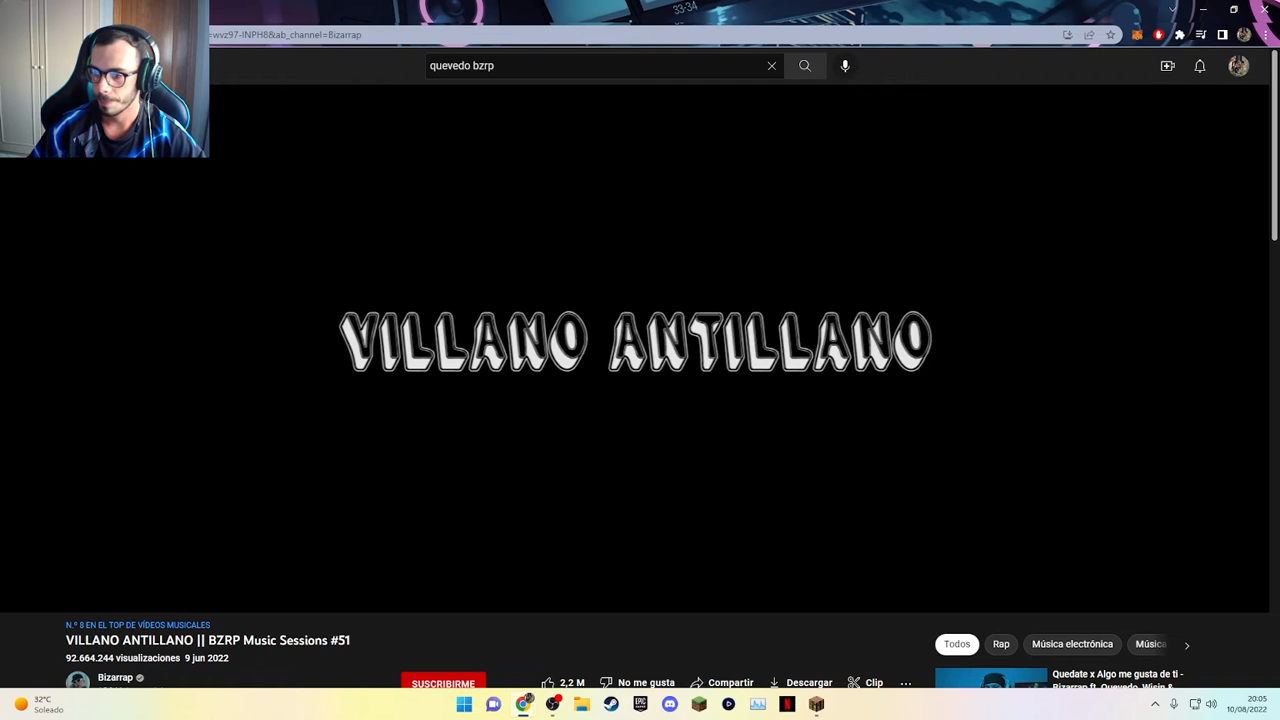 33-34
=wvz97-INPH8&ab_channel=Bizarrap
quevedo bzrp
VILLANO ANTILLANO
N.º 8 EN EL TOP DE VÍDEOS MUSICALES
VILLANO ANTILLANO || BZRP Music Sessions #51
92.664.244 visualizaciones 9 jun 2022
Bizarrap
SUSCRIBIRME
2,2 M
No me gusta
Compartir
Descargar
Clip
Todos
Rap
Música electrónica
Música
Quedate x Algo me gusta de ti -
32°C
Soleado
20:05
10/08/2022